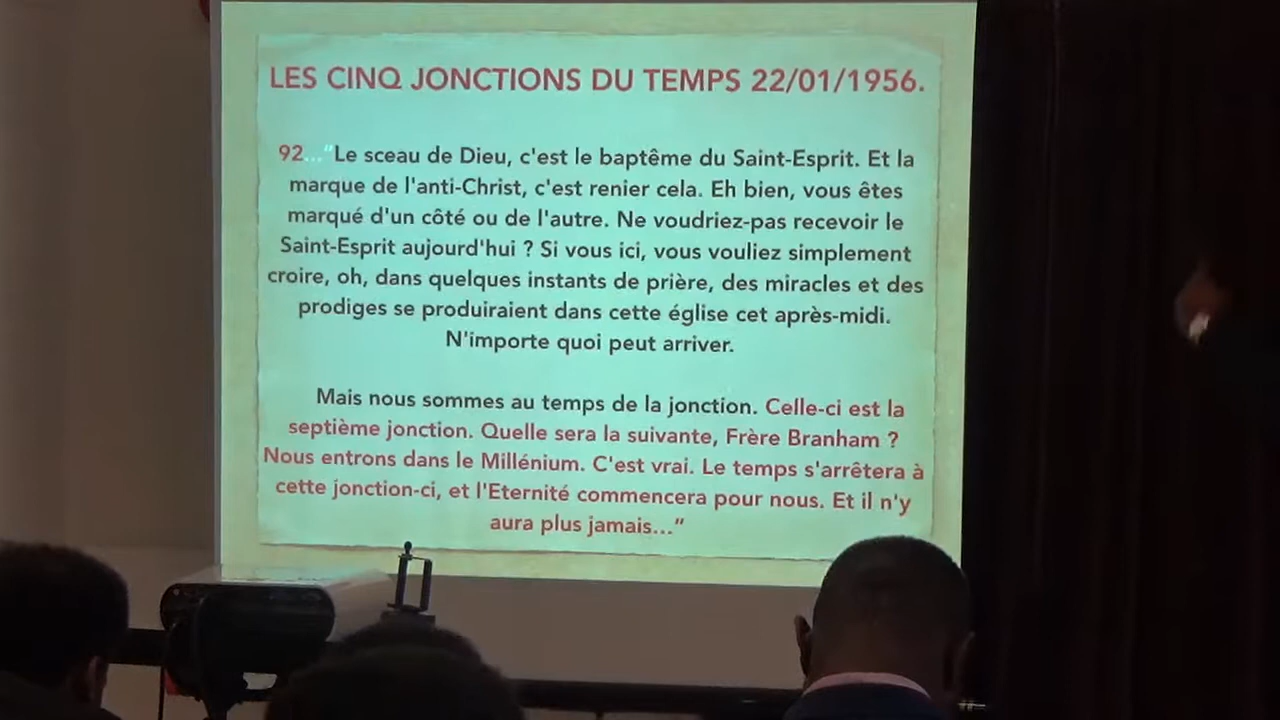 LES CINQ JONCTIONS DU TEMPS 22/01/1956.
92..."Le sceau de Dieu, c'est le baptême du Saint-Esprit. Et la
marque de l'anti-Christ, c'est renier cela. Eh bien, vous êtes
marqué d'un côté ou de l'autre. Ne voudriez-pas recevoir le
Saint-Esprit aujourd'hui ? Si vous ici, vous vouliez simplement
croire, oh, dans quelques instants de prière, des miracles et des
prodiges se produiraient dans cette église cet après-midi.
N'importe quoi peut arriver.
Mais nous sommes au temps de la jonction. Celle-ci est la
septième jonction. Quelle sera la suivante, Frère Branham ?
Nous entrons dans le Millénium. C'est vrai. Le temps s'arrêtera à
cette jonction-ci, et l'Eternité commencera pour nous. Et il n'y
aura plus jamais..."